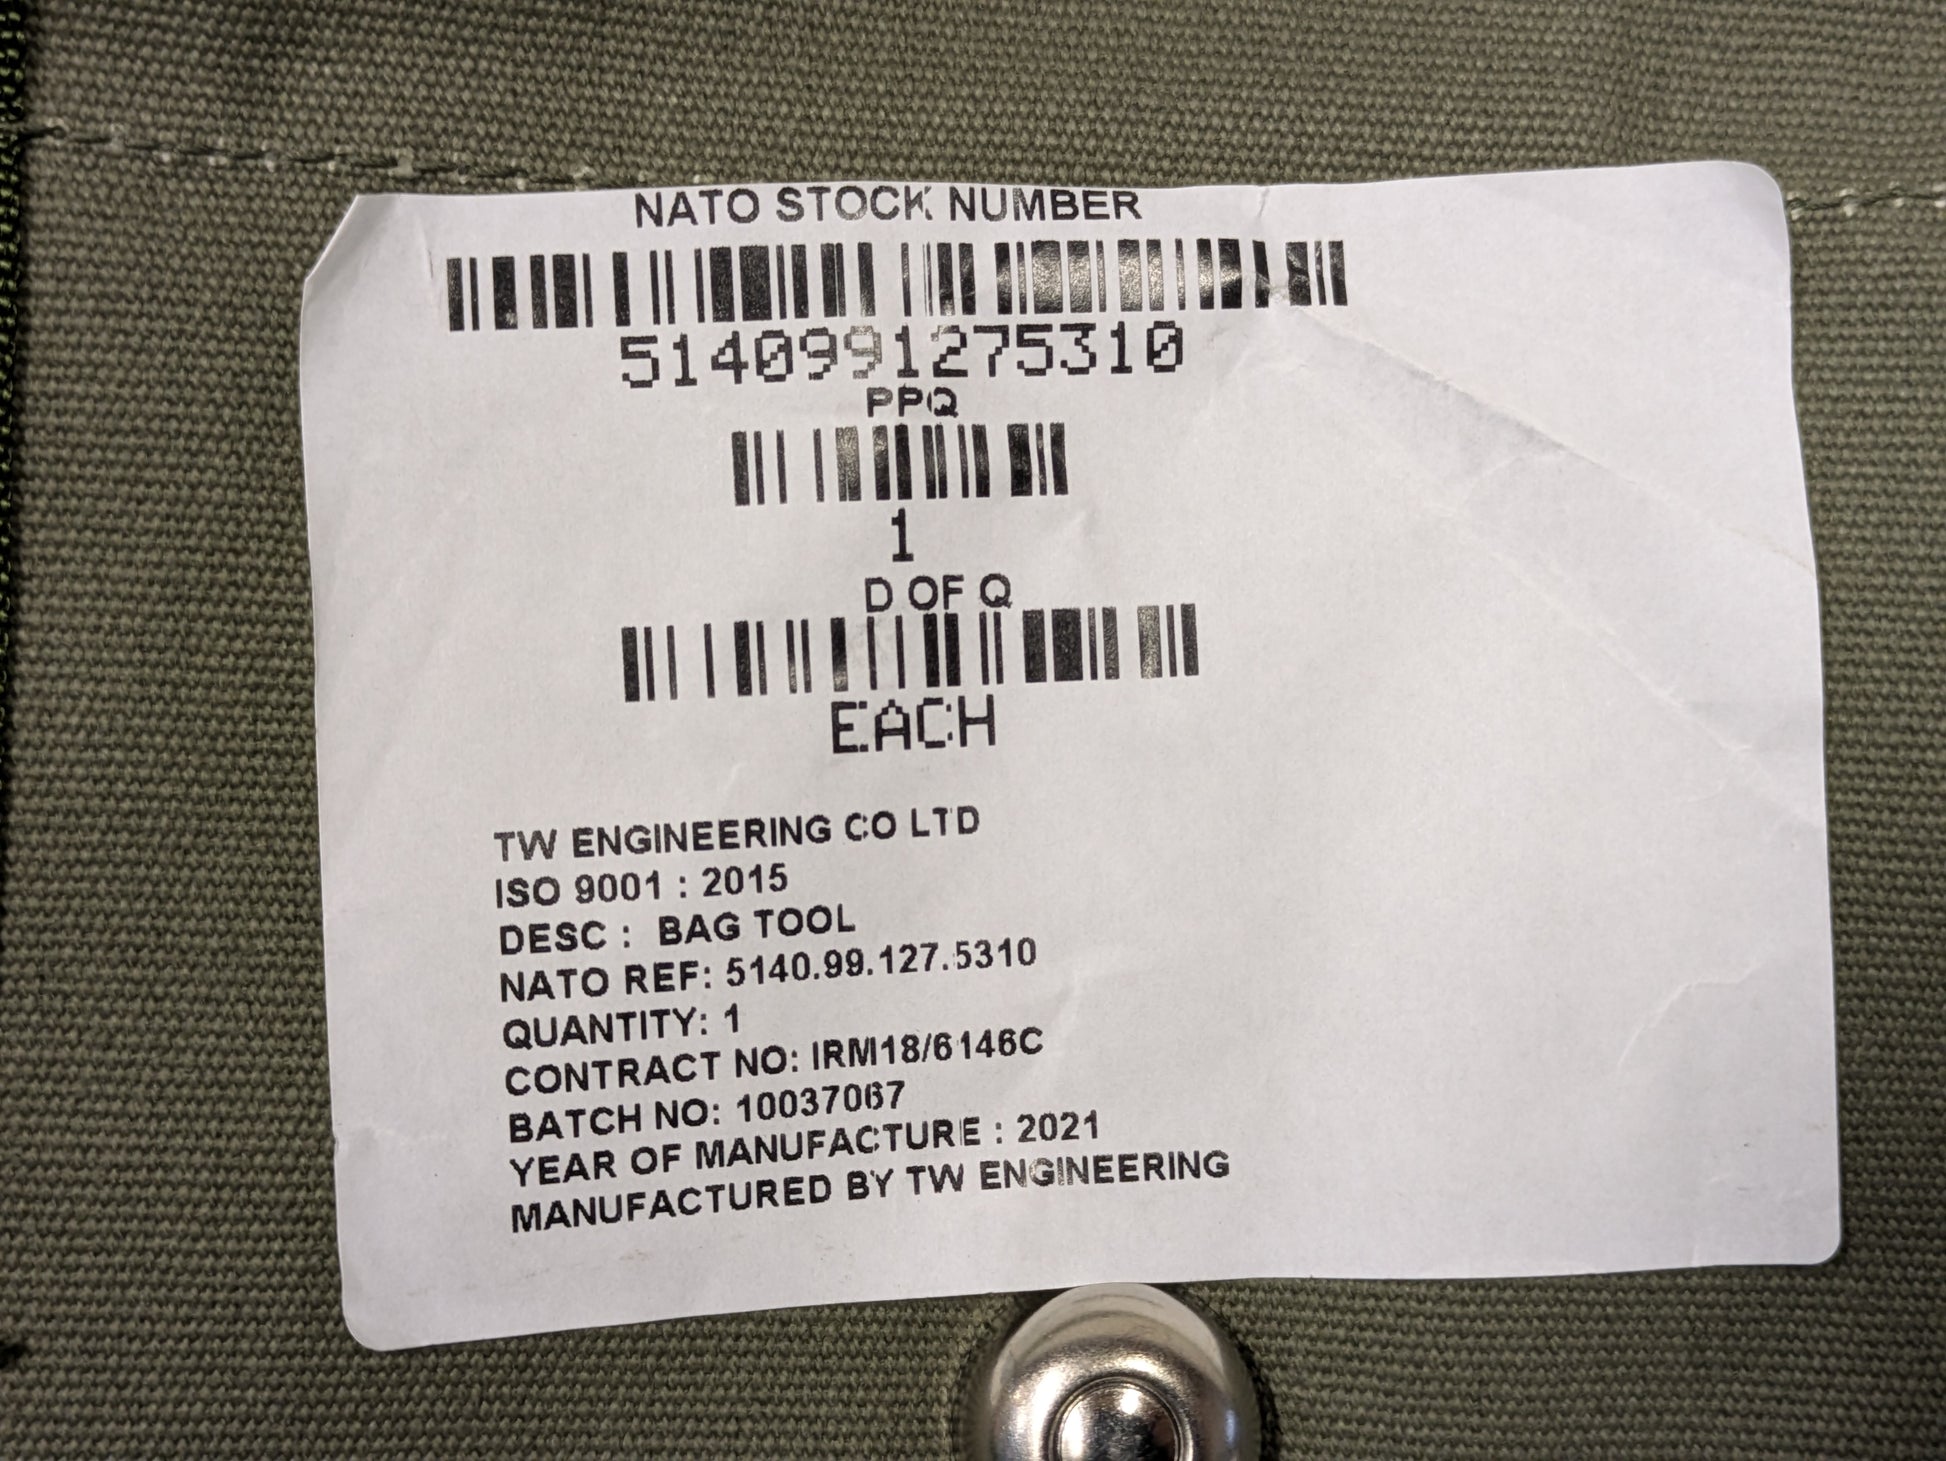 NATO STOCK NUMBER
5140991275310
PPQ
1
D OF Q
EACH
TW ENGINEERING CO LTD
ISO 9001 : 2015
DESC : BAG TOOL
NATO REF: 5140.99.127.5310
QUANTITY: 1
CONTRACT NO: IRM18/6146C
BATCH NO: 10037067
YEAR OF MANUFACTURE : 2021
MANUFACTURED BY TW ENGINEERING